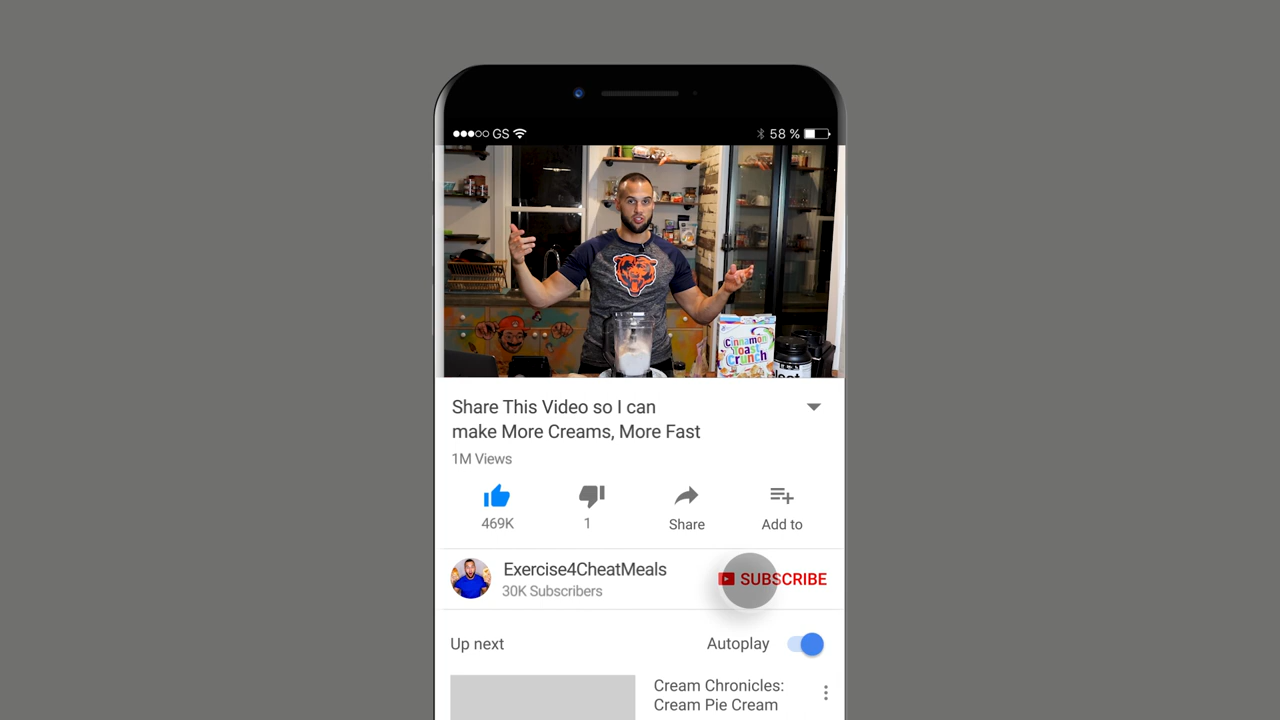 GS
58 %
Cinnamon
Toast
Crunch
Share This Video so I can
make More Creams, More Fast
1M Views
469K
1
Share
Add to
Exercise4CheatMeals
30K Subscribers
SUBSCRIBE
Up next
Autoplay
Cream Chronicles:
Cream Pie Cream